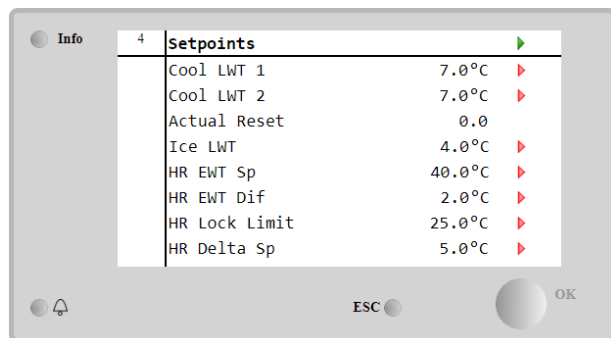 Info
4 Setpoints
Cool LWT 1 7.0°C
Cool LWT 2 7.0°C
Actual Reset 0.0
Ice LWT 4.0°C
HR EWT Sp 40.0°C
HR EWT Dif 2.0°C
HR Lock Limit 25.0°C
HR Delta Sp 5.0°C
ESC
OK